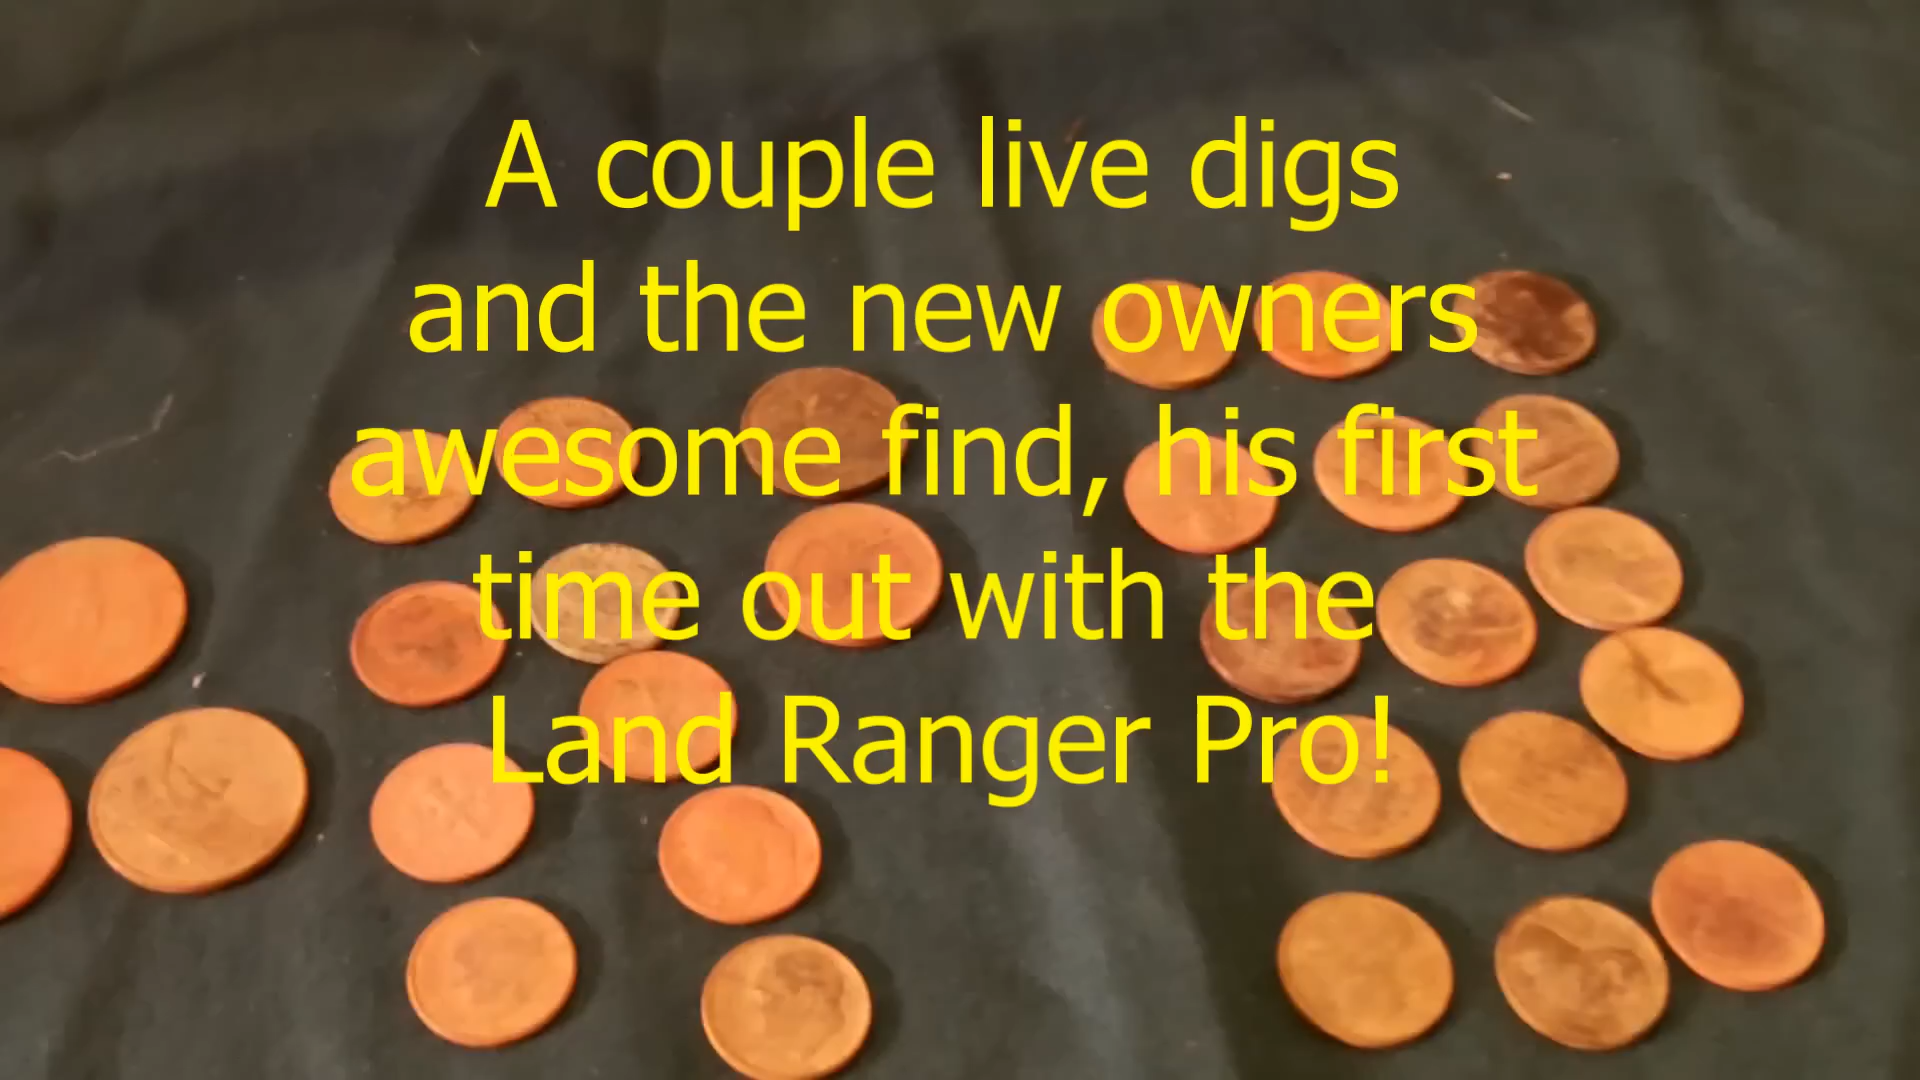 A couple live digs
and the new owners
awesome find, his first
time out with the
Land Ranger Pro!